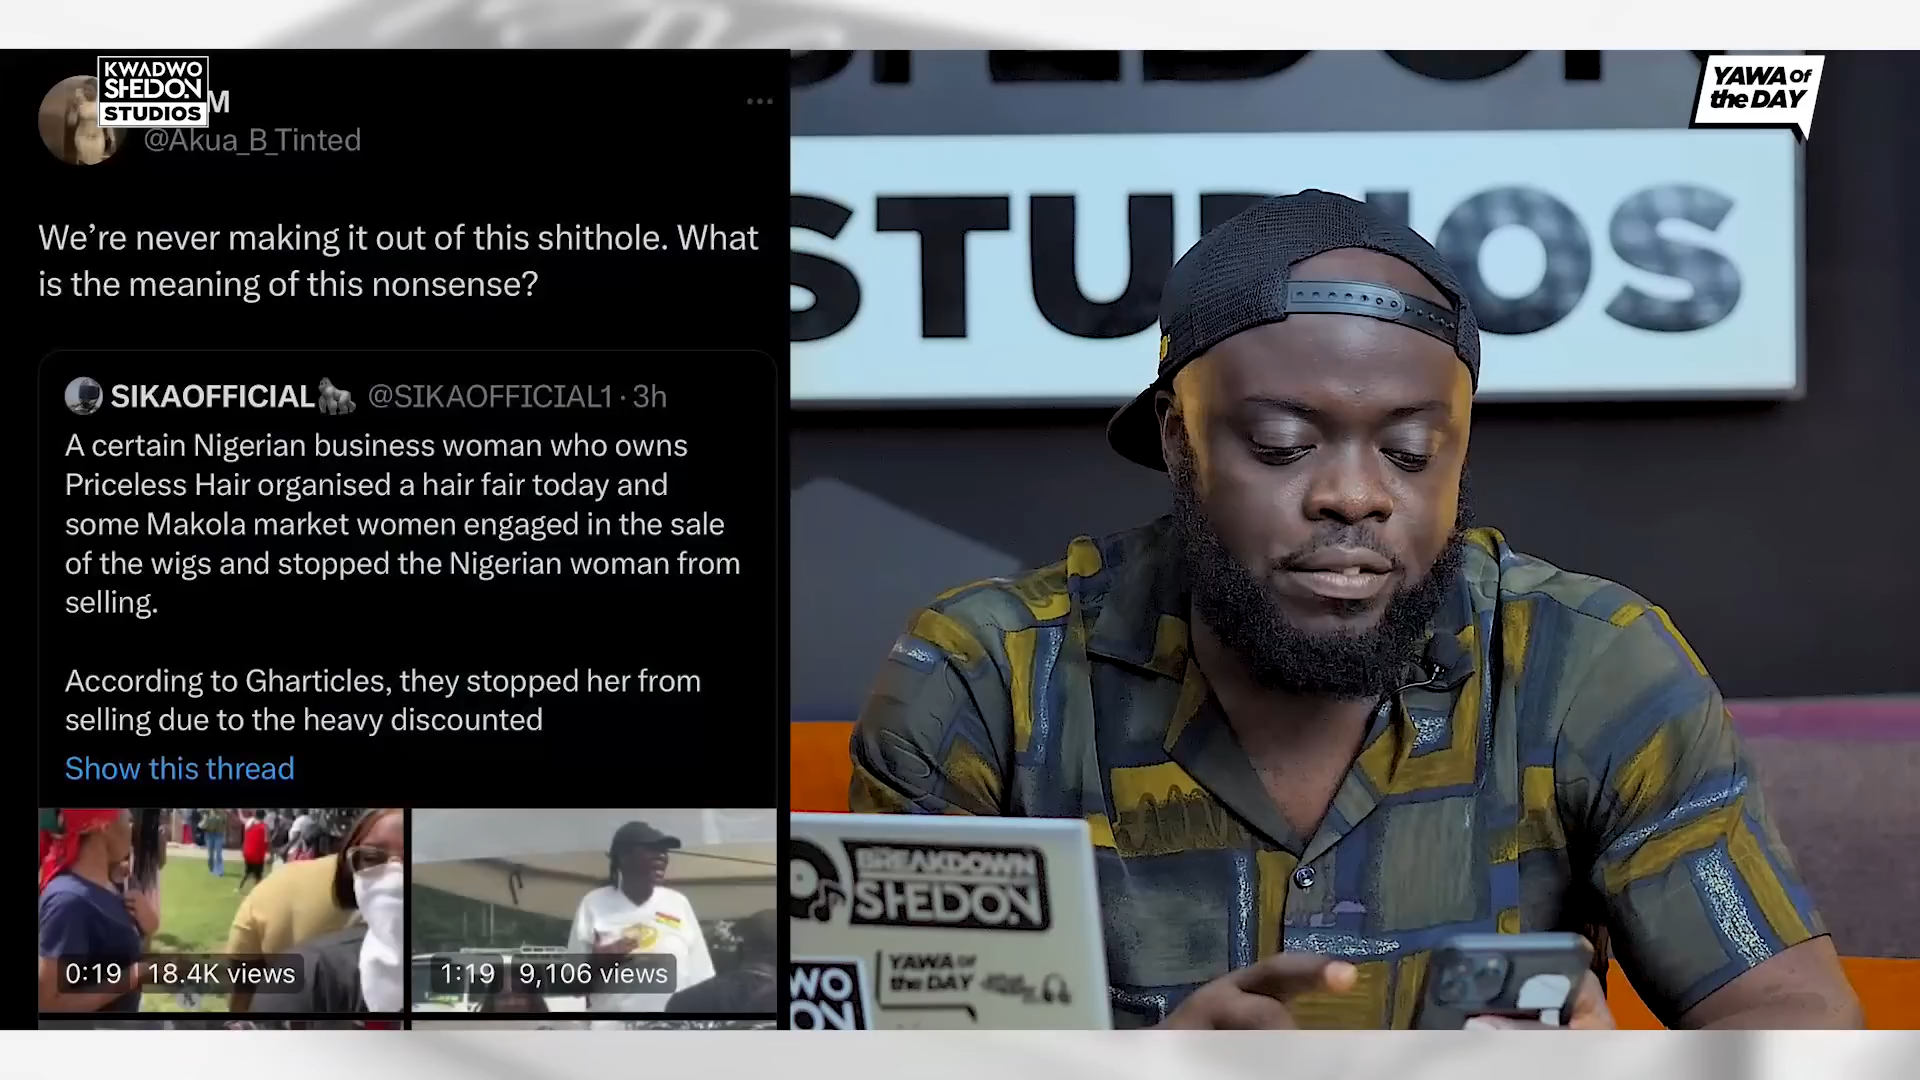 KWADWO
SHEDON
STUDIOS
M
@Akua_B_Tinted
We're never making it out of this shithole. What
is the meaning of this nonsense?
SIKAOFFICIAL🦍 @SIKAOFFICIAL1 · 3h
A certain Nigerian business woman who owns
Priceless Hair organised a hair fair today and
some Makola market women engaged in the sale
of the wigs and stopped the Nigerian woman from
selling.
According to Gharticles, they stopped her from
selling due to the heavy discounted
Show this thread
0:19 18.4K views
1:19 9,106 views
YAWA of
the DAY
STUDIOS
BREAKDOWN
SHEDON
YAWA OF
the DAY
WO
ON